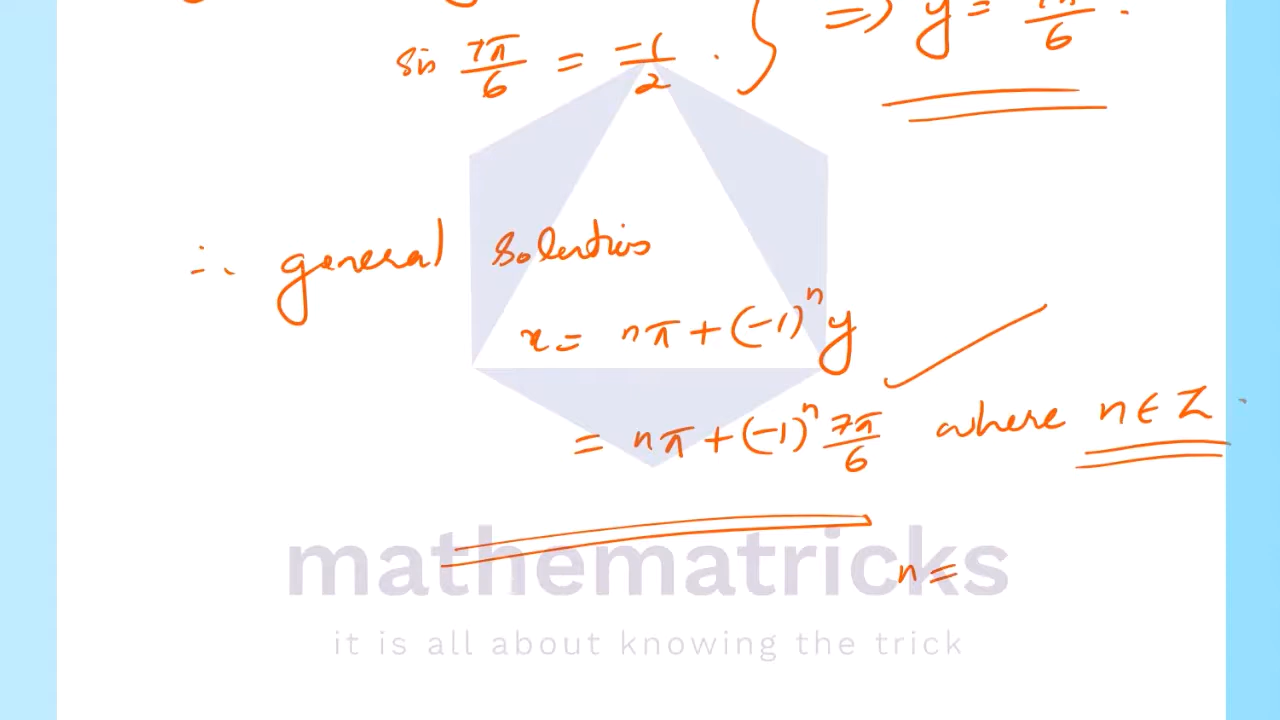 sin 7π/6 = -1/2 . } ⇒ y = 7π/6 .
∴ general solution
x = nπ + (-1)^n y
= nπ + (-1)^n 7π/6 where n ∈ Z .
n =
mathematricks
it is all about knowing the trick